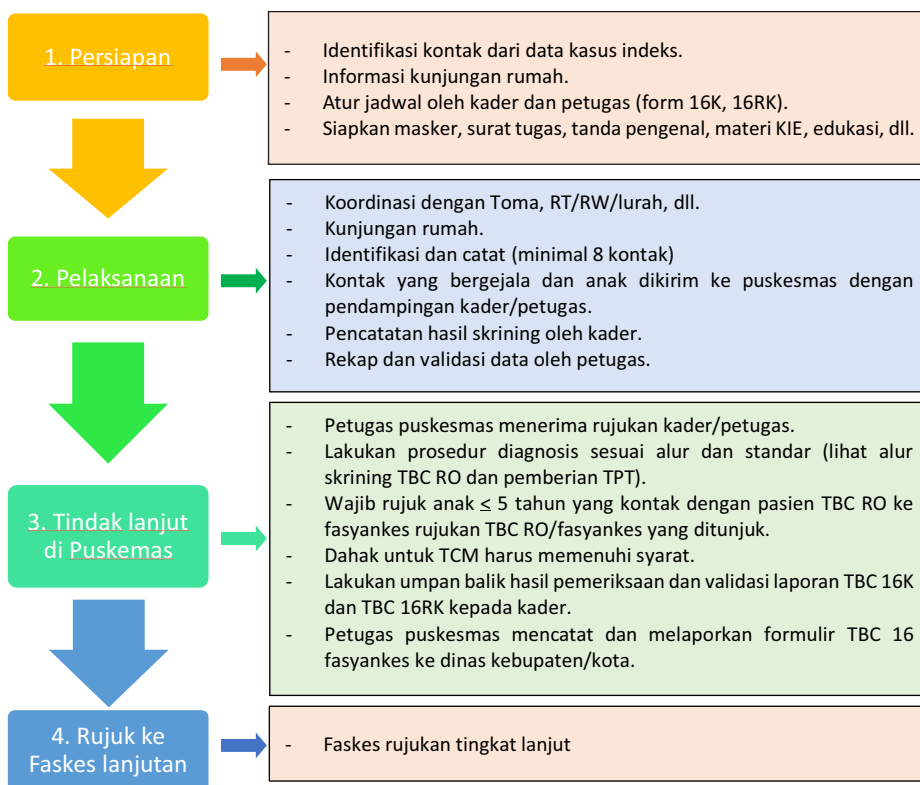 1. Persiapan
- Identifikasi kontak dari data kasus indeks.
- Informasi kunjungan rumah.
- Atur jadwal oleh kader dan petugas (form 16K, 16RK).
- Siapkan masker, surat tugas, tanda pengenal, materi KIE, edukasi, dll.
2. Pelaksanaan
- Koordinasi dengan Toma, RT/RW/lurah, dll.
- Kunjungan rumah.
- Identifikasi dan catat (minimal 8 kontak)
- Kontak yang bergejala dan anak dikirim ke puskesmas dengan
pendampingan kader/petugas.
- Pencatatan hasil skrining oleh kader.
- Rekap dan validasi data oleh petugas.
3. Tindak lanjut
di Puskemas
- Petugas puskesmas menerima rujukan kader/petugas.
- Lakukan prosedur diagnosis sesuai alur dan standar (lihat alur
skrining TBC RO dan pemberian TPT).
- Wajib rujuk anak ≤ 5 tahun yang kontak dengan pasien TBC RO ke
fasyankes rujukan TBC RO/fasyankes yang ditunjuk.
- Dahak untuk TCM harus memenuhi syarat.
- Lakukan umpan balik hasil pemeriksaan dan validasi laporan TBC 16K
dan TBC 16RK kepada kader.
- Petugas puskesmas mencatat dan melaporkan formulir TBC 16
fasyankes ke dinas kebupaten/kota.
4. Rujuk ke
Faskes lanjutan
- Faskes rujukan tingkat lanjut